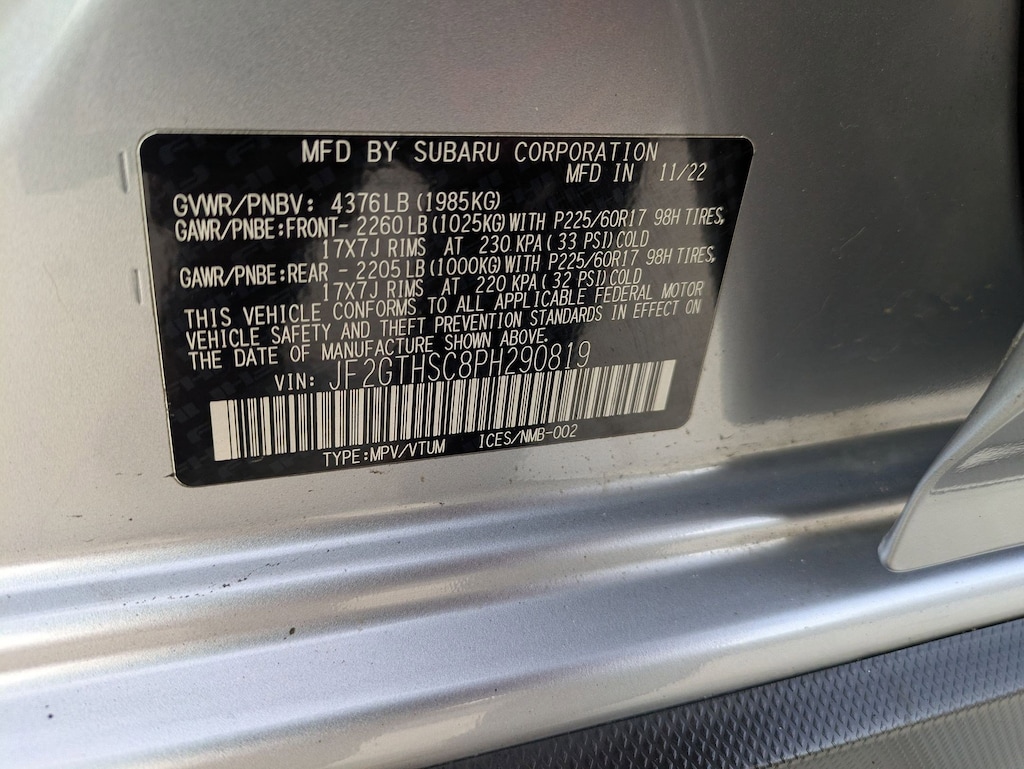 MFD BY SUBARU CORPORATION
MFD IN 11/22
GVWR/PNBV: 4376LB (1985KG)
GAWR/PNBE:FRONT- 2260 LB (1025KG) WITH P225/60R17 98H TIRES,
17X7J RIMS AT 230 KPA ( 33 PSI) COLD
GAWR/PNBE:REAR - 2205 LB (1000KG) WITH P225/60R17 98H TIRES,
17X7J RIMS AT 220 KPA ( 32 PSI) COLD
THIS VEHICLE CONFORMS TO ALL APPLICABLE FEDERAL MOTOR
VEHICLE SAFETY AND THEFT PREVENTION STANDARDS IN EFFECT ON
THE DATE OF MANUFACTURE SHOWN ABOVE.
VIN: JF2GTHSC8PH290819
TYPE:MPV/VTUM ICES/NMB-002